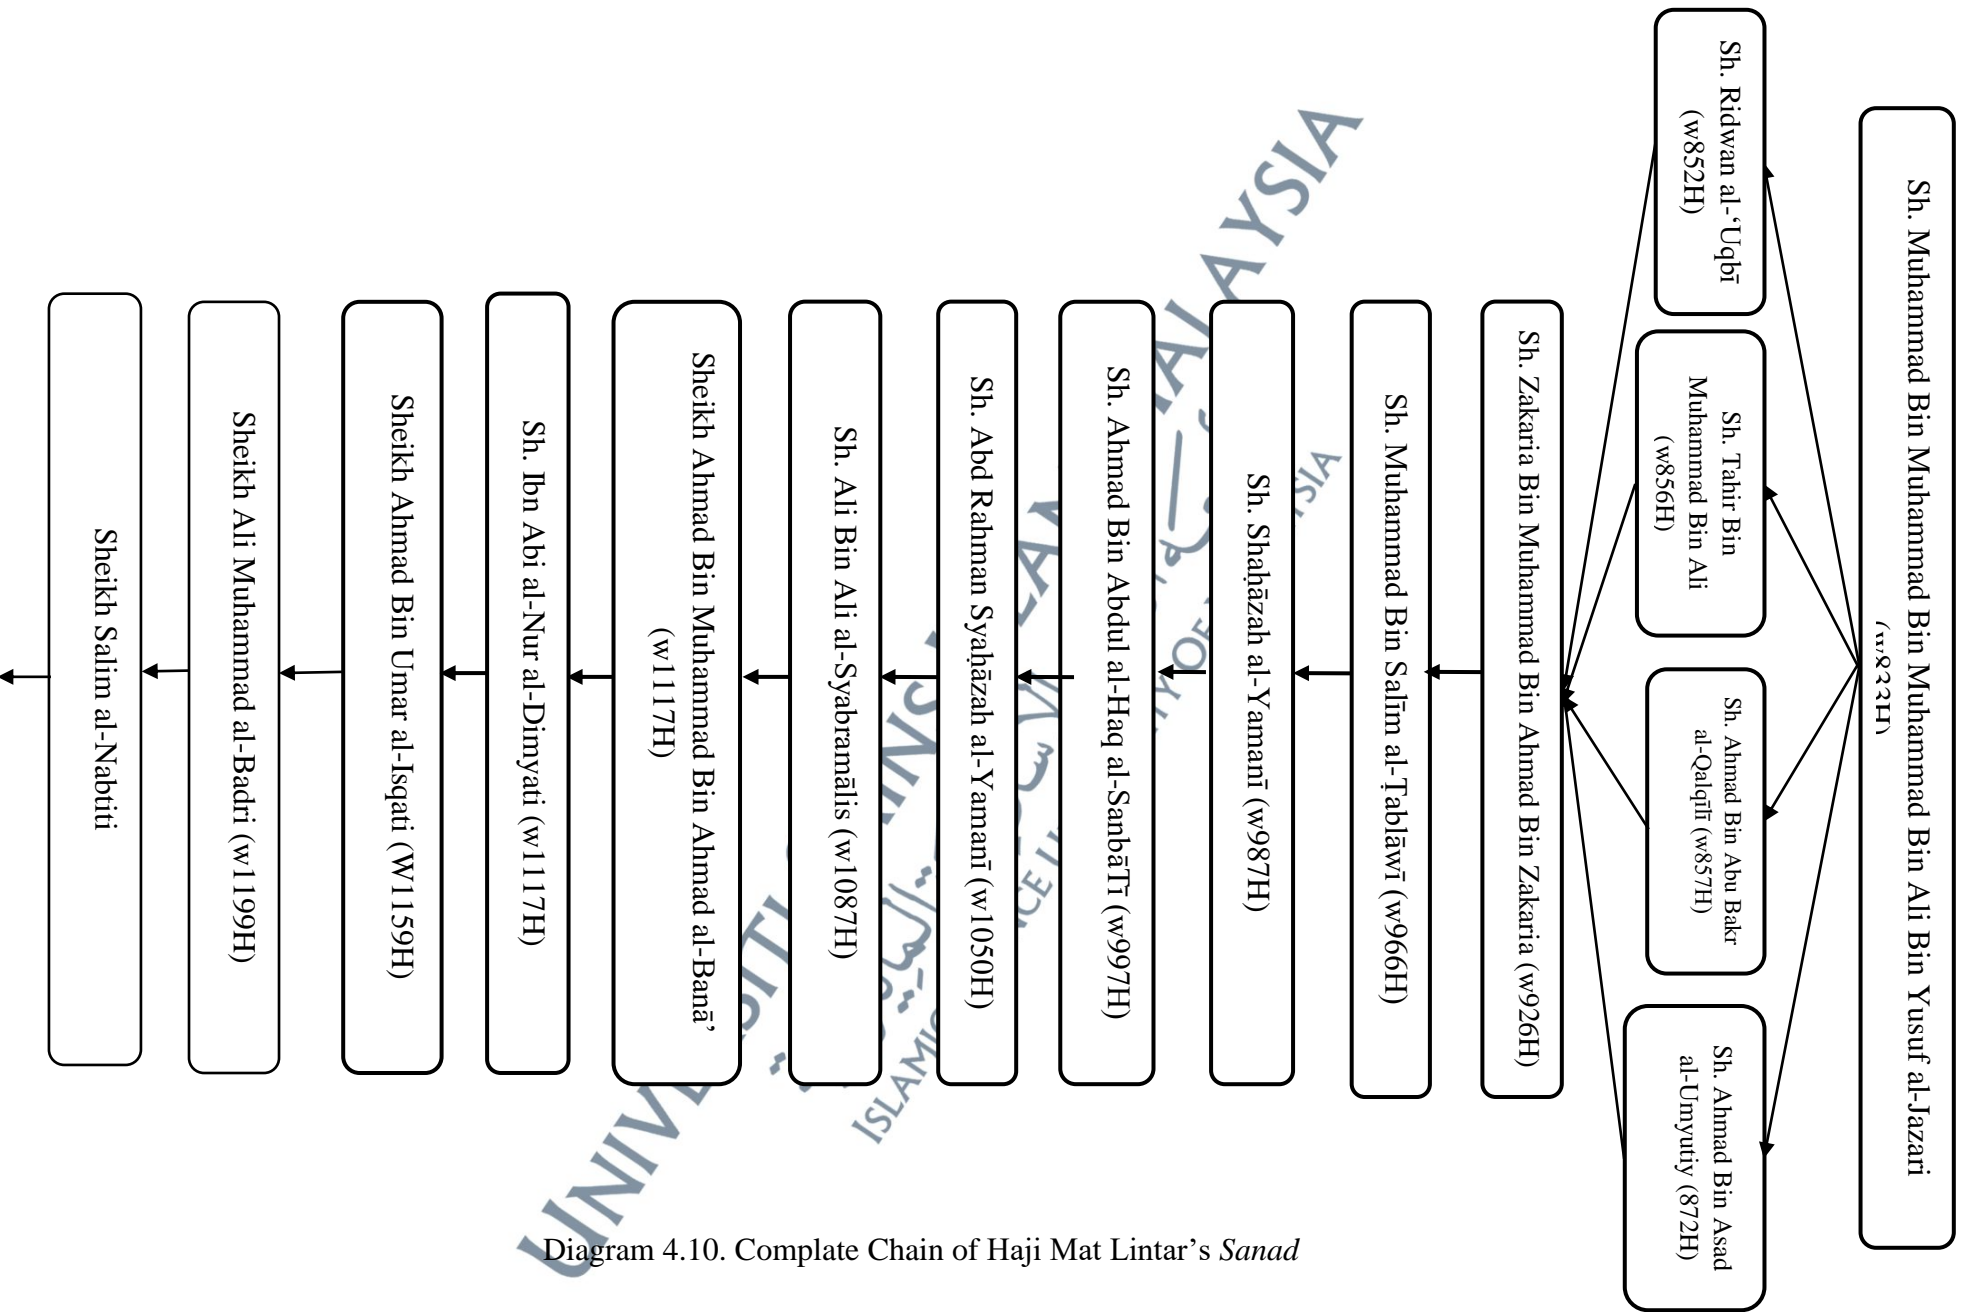 Sh. Muhammad Bin Muhammad Bin Muhammad Bin Muhammad Bin Ali Bin Yusuf al-Jazari
(w833H)
Sh. Ridwan al-‘Uqbī
(w852H)
Sh. Tahir Bin
Muhammad Bin Ali
(w856H)
Sh. Ahmad Bin Abu Bakr
al-Qalqīlī (w857H)
Sh. Ahmad Bin Asad
al-Umyutiy (872H)
Sh. Zakaria Bin Muhammad Bin Ahmad Bin Zakaria (w926H)
Sh. Muhammad Bin Salīm al-Ṭablāwī (w966H)
Sh. Shaḥāzah al-Yamanī (w987H)
Sh. Ahmad Bin Abdul al-Haq al-SanbāTī (w997H)
Sh. Abd Rahman Syaḥāzah al-Yamanī (w1050H)
Sh. Ali Bin Ali al-Syabramālis (w1087H)
Sheikh Ahmad Bin Muhammad Bin Ahmad al-Banā’
(w1117H)
Sh. Ibn Abi al-Nur al-Dimyati (w1117H)
Sheikh Ahmad Bin Umar al-Isqati (W1159H)
Sheikh Ali Muhammad al-Badri (w1199H)
Sheikh Salim al-Nabtiti
Diagram 4.10. Complate Chain of Haji Mat Lintar’s Sanad